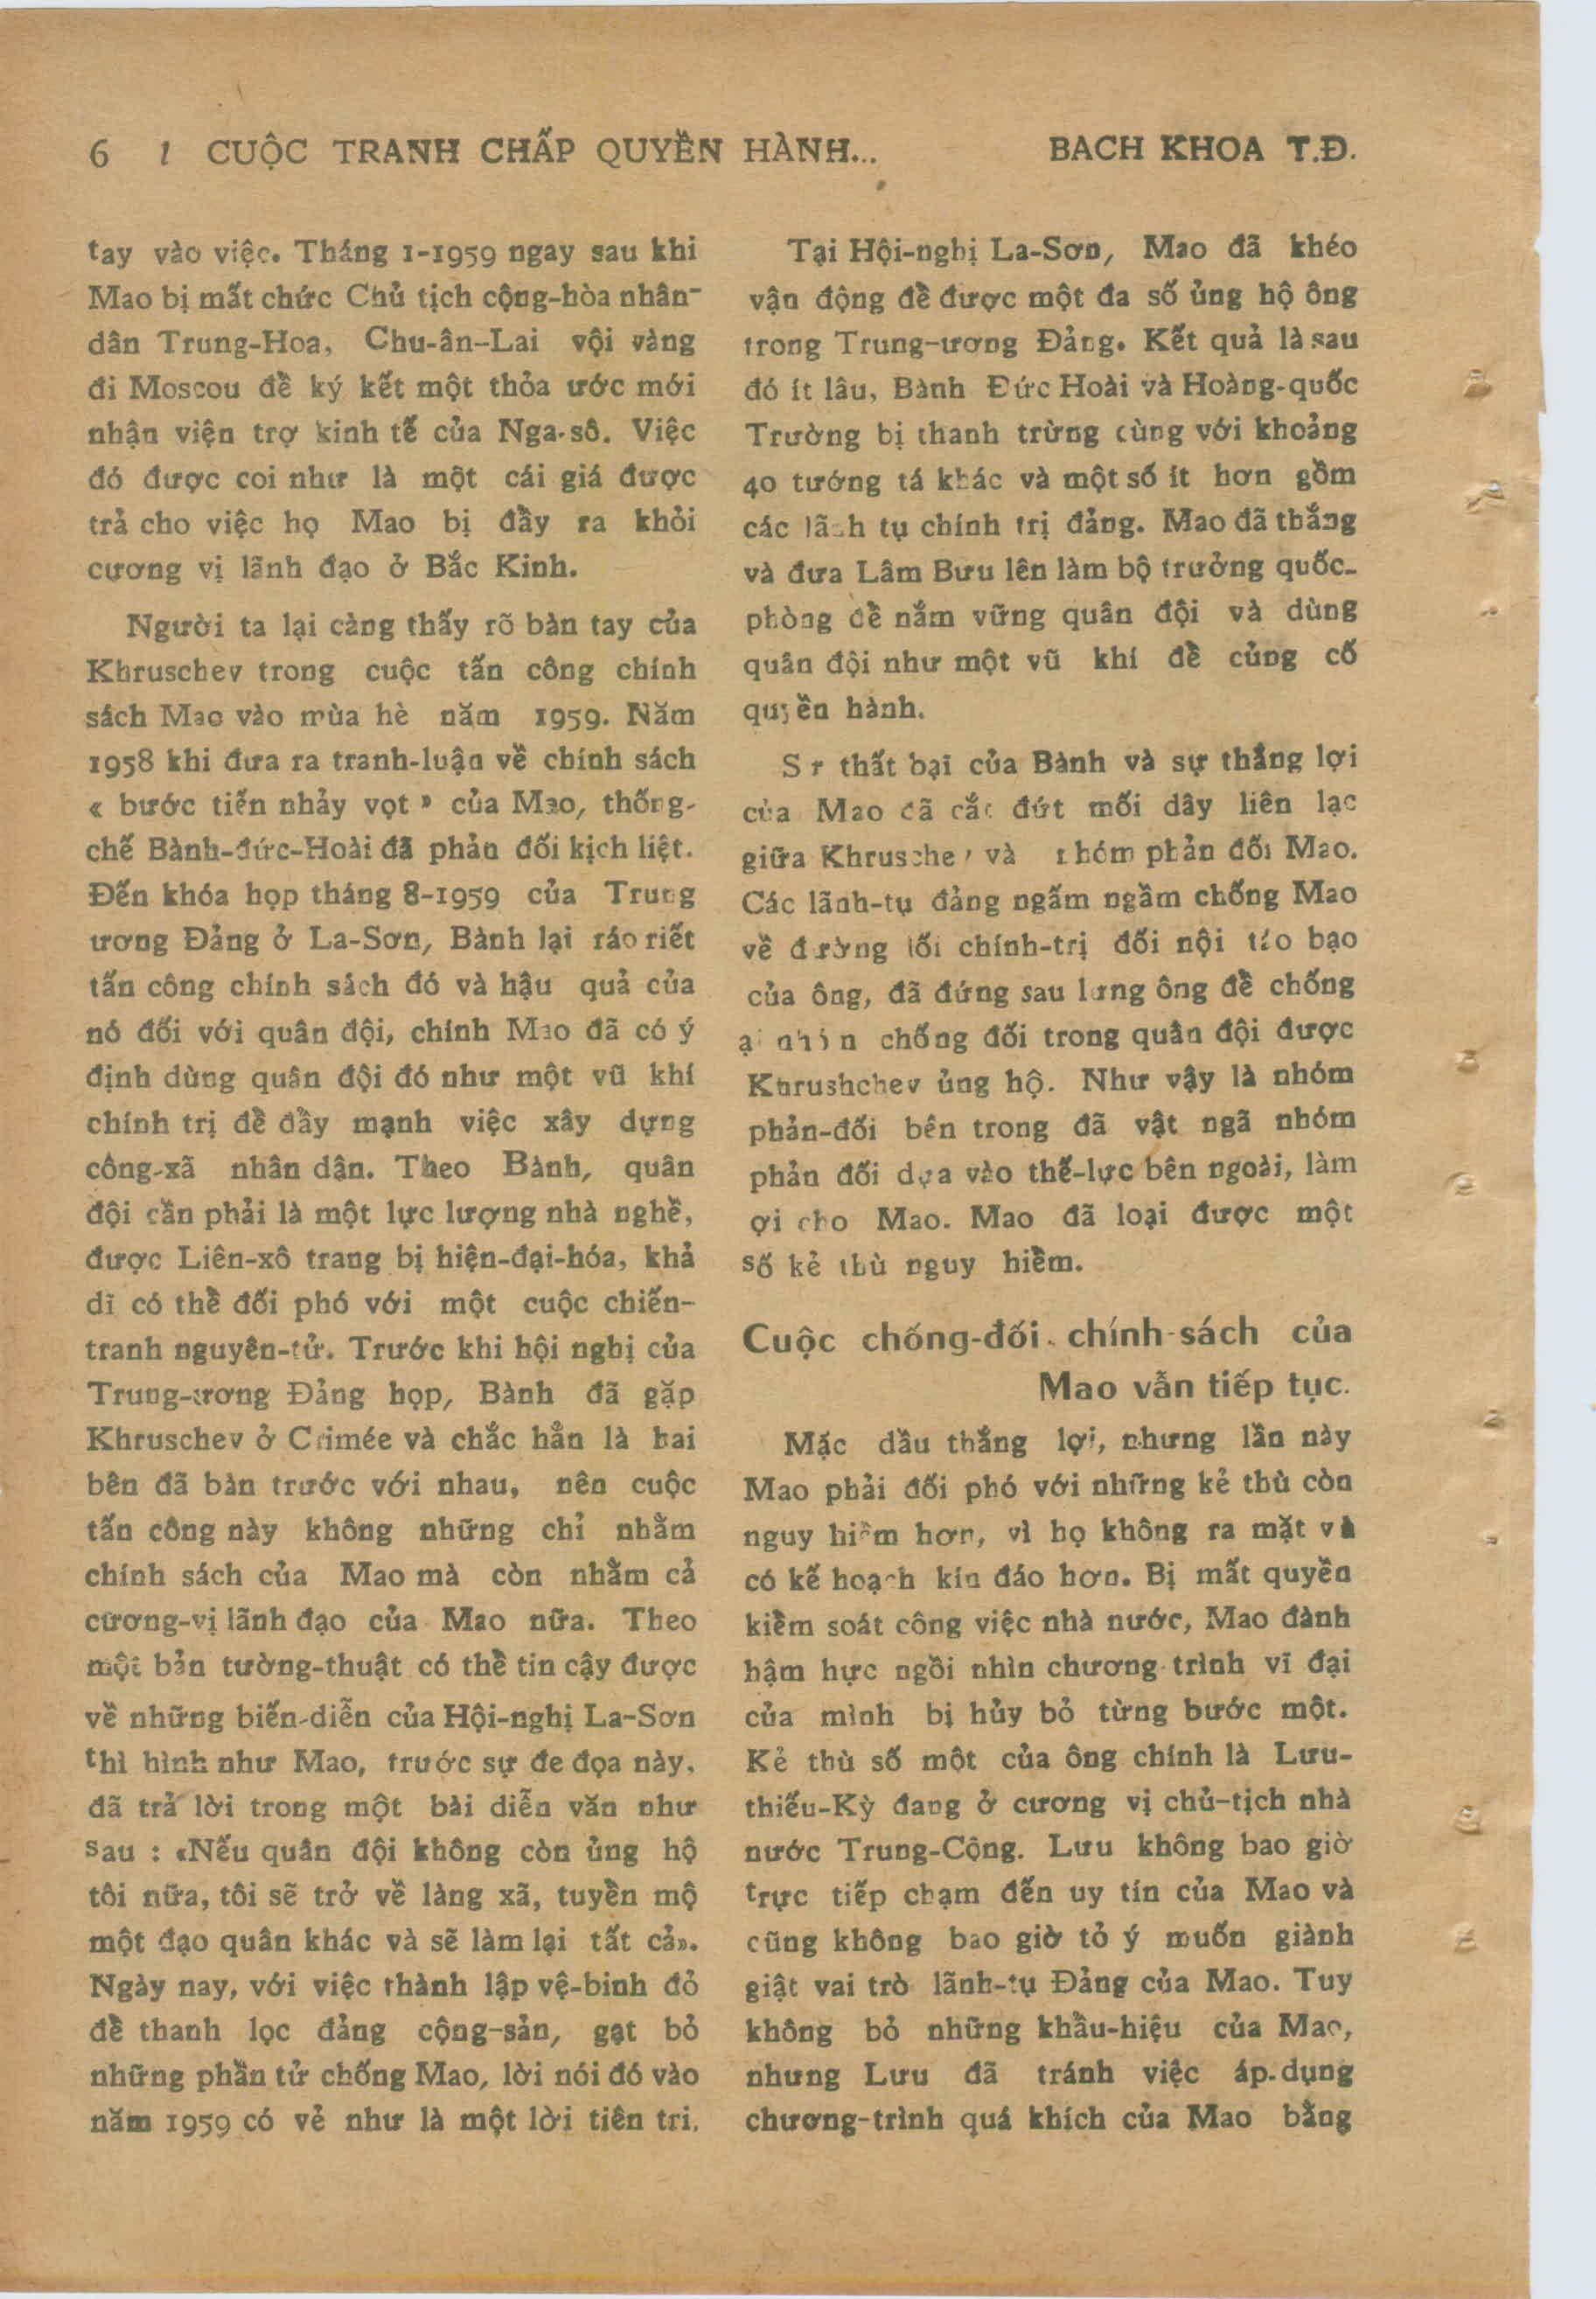 6 CUỘC TRANH CHẤP QUYỀN HÀNH... BACH KHOA T.Đ.
tay vào việc. Tháng 1-1959 ngay sau khi
Mao bị mất chức Chủ tịch cộng-hòa nhân-
dân Trung-Hoa, Chu-ân-Lai vội vàng
đi Moscou để ký kết một thỏa ước mới
nhận viện trợ kinh tế của Nga-sô. Việc
đó được coi như là một cái giá được
trả cho việc họ Mao bị đầy ra khỏi
cương vị lãnh đạo ở Bắc Kinh.
Người ta lại càng thấy rõ bàn tay của
Khruschev trong cuộc tấn công chính
sách Mao vào mùa hè năm 1959. Năm
1958 khi đưa ra tranh-luận về chính sách
« bước tiến nhảy vọt » của Mao, thống-
chế Bành-đức-Hoài đã phản đối kịch liệt.
Đến khóa họp tháng 8-1959 của Trung
ương Đảng ở La-Sơn, Bành lại ráo riết
tấn công chính sách đó và hậu quả của
nó đối với quân đội, chính Mao đã có ý
định dùng quân đội đó như một vũ khí
chính trị để đẩy mạnh việc xây dựng
công-xã nhân dân. Theo Bành, quân
đội cần phải là một lực lượng nhà nghề,
được Liên-xô trang bị hiện-đại-hóa, khả
dĩ có thể đối phó với một cuộc chiến-
tranh nguyên-tử. Trước khi hội nghị của
Trung-ương Đảng họp, Bành đã gặp
Khruschev ở Crimée và chắc hẳn là hai
bên đã bàn trước với nhau, nên cuộc
tấn công này không những chỉ nhằm
chính sách của Mao mà còn nhằm cả
cương-vị lãnh đạo của Mao nữa. Theo
một bản tường-thuật có thể tin cậy được
về những biến-diễn của Hội-nghị La-Sơn
thì hình như Mao, trước sự đe dọa này,
đã trả lời trong một bài diễn văn như
sau : «Nếu quân đội không còn ủng hộ
tôi nữa, tôi sẽ trở về làng xã, tuyển mộ
một đạo quân khác và sẽ làm lại tất cả».
Ngày nay, với việc thành lập vệ-binh đỏ
để thanh lọc đảng cộng-sản, gạt bỏ
những phần tử chống Mao, lời nói đó vào
năm 1959 có vẻ như là một lời tiên tri.
Tại Hội-nghị La-Sơn, Mao đã khéo
vận động để được một đa số ủng hộ ông
trong Trung-ương Đảng. Kết quả là sau
đó ít lâu, Bành Đức Hoài và Hoàng-quốc
Trường bị thanh trừng cùng với khoảng
40 tướng tá khác và một số ít hơn gồm
các lãnh tụ chính trị đảng. Mao đã thắng
và đưa Lâm Bưu lên làm bộ trưởng quốc-
phòng để nắm vững quân đội và dùng
quân đội như một vũ khí để củng cố
quyền hành.
Sự thất bại của Bành và sự thắng lợi
của Mao đã cắt đứt mối dây liên lạc
giữa Khruschev và nhóm phản đối Mao.
Các lãnh-tụ đảng ngấm ngầm chống Mao
về đường lối chính-trị đối nội táo bạo
của ông, đã đứng sau lưng ông để chống
ại nhóm chống đối trong quân đội được
Khrushchev ủng hộ. Như vậy là nhóm
phản-đối bên trong đã vật ngã nhóm
phản đối dựa vào thế-lực bên ngoài, làm
ợi cho Mao. Mao đã loại được một
số kẻ thù nguy hiểm.
Cuộc chống-đối chính-sách của
Mao vẫn tiếp tục.
Mặc dầu thắng lợi, nhưng lần này
Mao phải đối phó với những kẻ thù còn
nguy hiểm hơn, vì họ không ra mặt và
có kế hoạch kín đáo hơn. Bị mất quyền
kiểm soát công việc nhà nước, Mao đành
hậm hực ngồi nhìn chương trình vĩ đại
của mình bị hủy bỏ từng bước một.
Kẻ thù số một của ông chính là Lưu-
thiếu-Kỳ đang ở cương vị chủ-tịch nhà
nước Trung-Cộng. Lưu không bao giờ
trực tiếp chạm đến uy tín của Mao và
cũng không bao giờ tỏ ý muốn giành
giật vai trò lãnh-tụ Đảng của Mao. Tuy
không bỏ những khẩu-hiệu của Mao,
nhưng Lưu đã tránh việc áp-dụng
chương-trình quá khích của Mao bằng